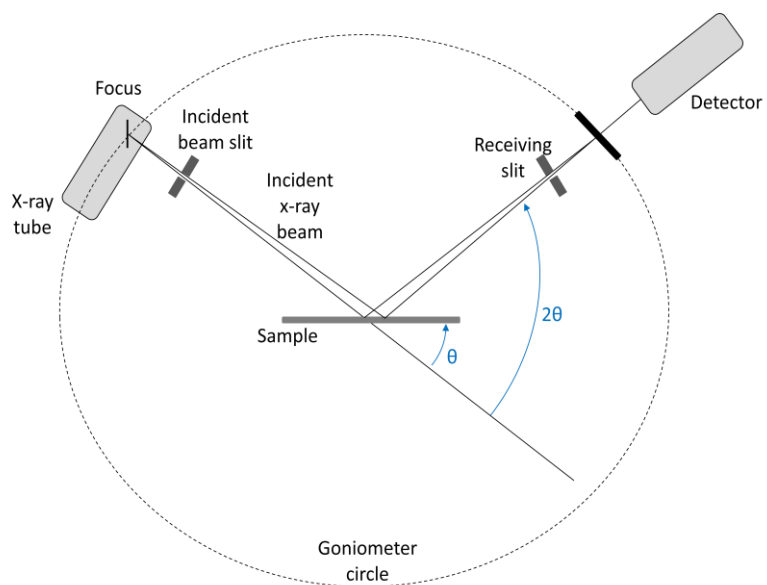 Focus
Incident
beam slit
Detector
Receiving
slit
X-ray
tube
Incident
x-ray
beam
Sample
θ
2θ
Goniometer
circle